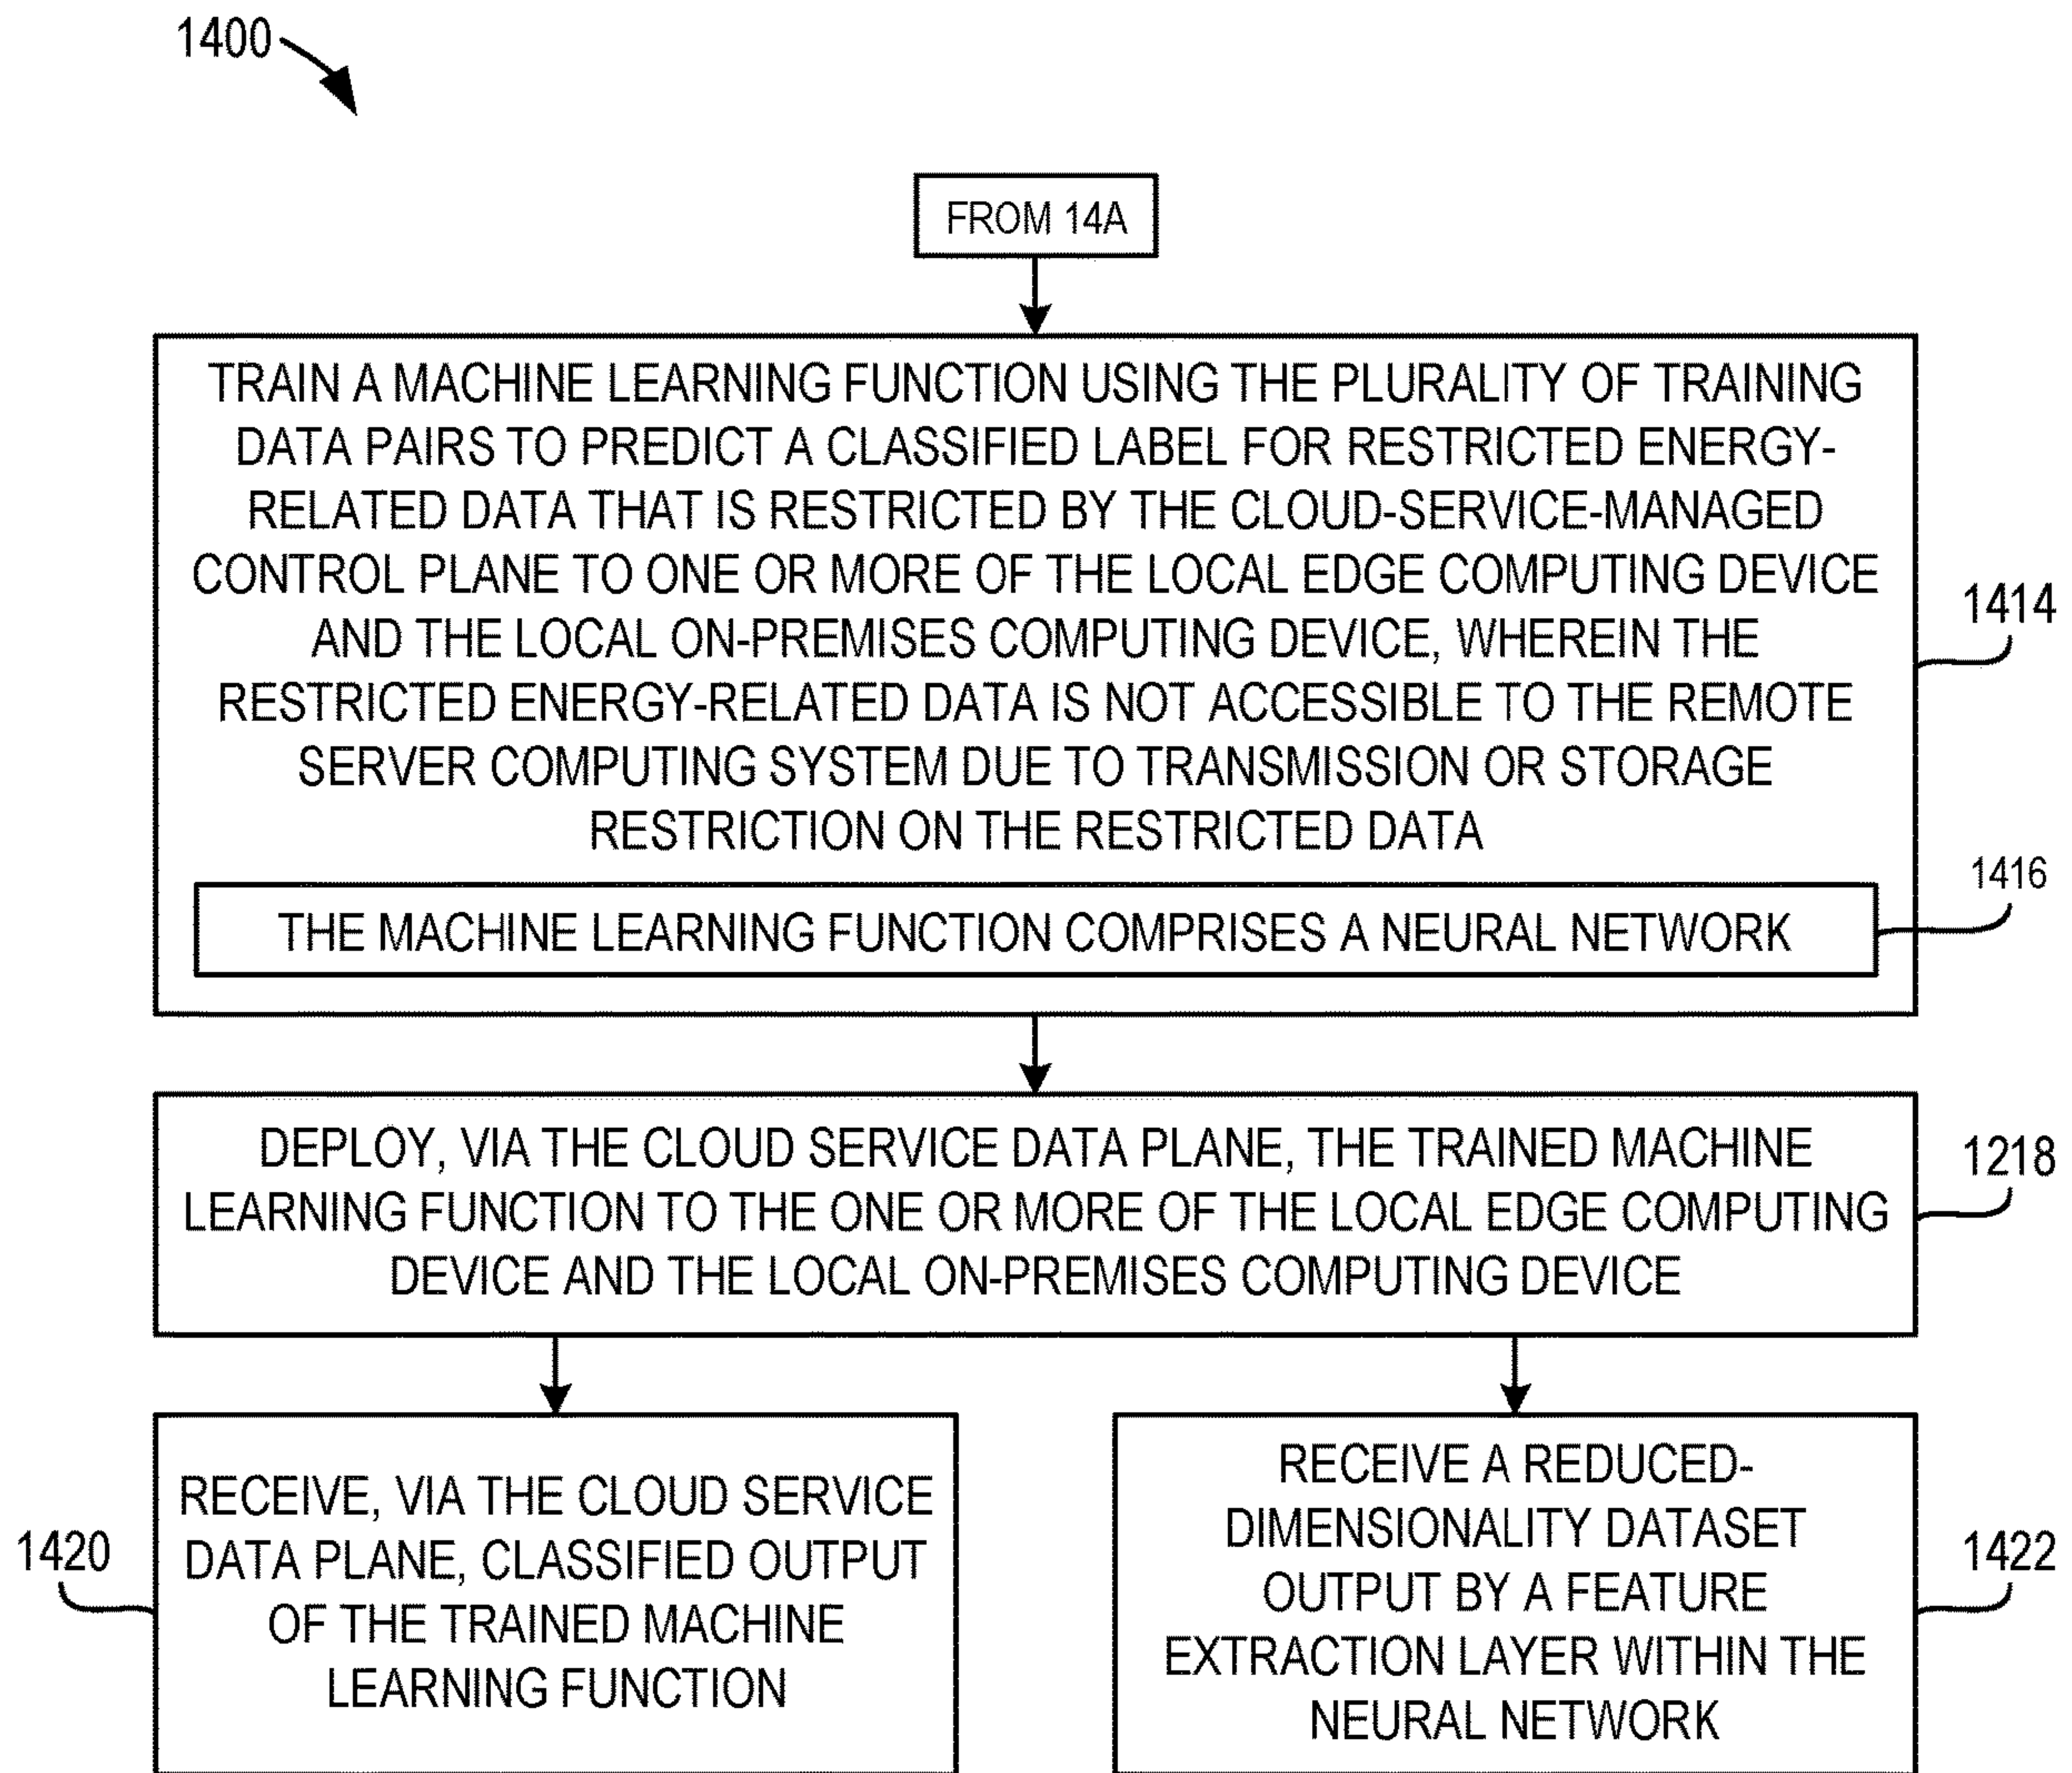 1400
FROM 14A
TRAIN A MACHINE LEARNING FUNCTION USING THE PLURALITY OF TRAINING
DATA PAIRS TO PREDICT A CLASSIFIED LABEL FOR RESTRICTED ENERGY-
RELATED DATA THAT IS RESTRICTED BY THE CLOUD-SERVICE-MANAGED
CONTROL PLANE TO ONE OR MORE OF THE LOCAL EDGE COMPUTING DEVICE
AND THE LOCAL ON-PREMISES COMPUTING DEVICE, WHEREIN THE
RESTRICTED ENERGY-RELATED DATA IS NOT ACCESSIBLE TO THE REMOTE
SERVER COMPUTING SYSTEM DUE TO TRANSMISSION OR STORAGE
RESTRICTION ON THE RESTRICTED DATA
1414
THE MACHINE LEARNING FUNCTION COMPRISES A NEURAL NETWORK
1416
DEPLOY, VIA THE CLOUD SERVICE DATA PLANE, THE TRAINED MACHINE
LEARNING FUNCTION TO THE ONE OR MORE OF THE LOCAL EDGE COMPUTING
DEVICE AND THE LOCAL ON-PREMISES COMPUTING DEVICE
1218
RECEIVE, VIA THE CLOUD SERVICE
DATA PLANE, CLASSIFIED OUTPUT
OF THE TRAINED MACHINE
LEARNING FUNCTION
1420
RECEIVE A REDUCED-
DIMENSIONALITY DATASET
OUTPUT BY A FEATURE
EXTRACTION LAYER WITHIN THE
NEURAL NETWORK
1422